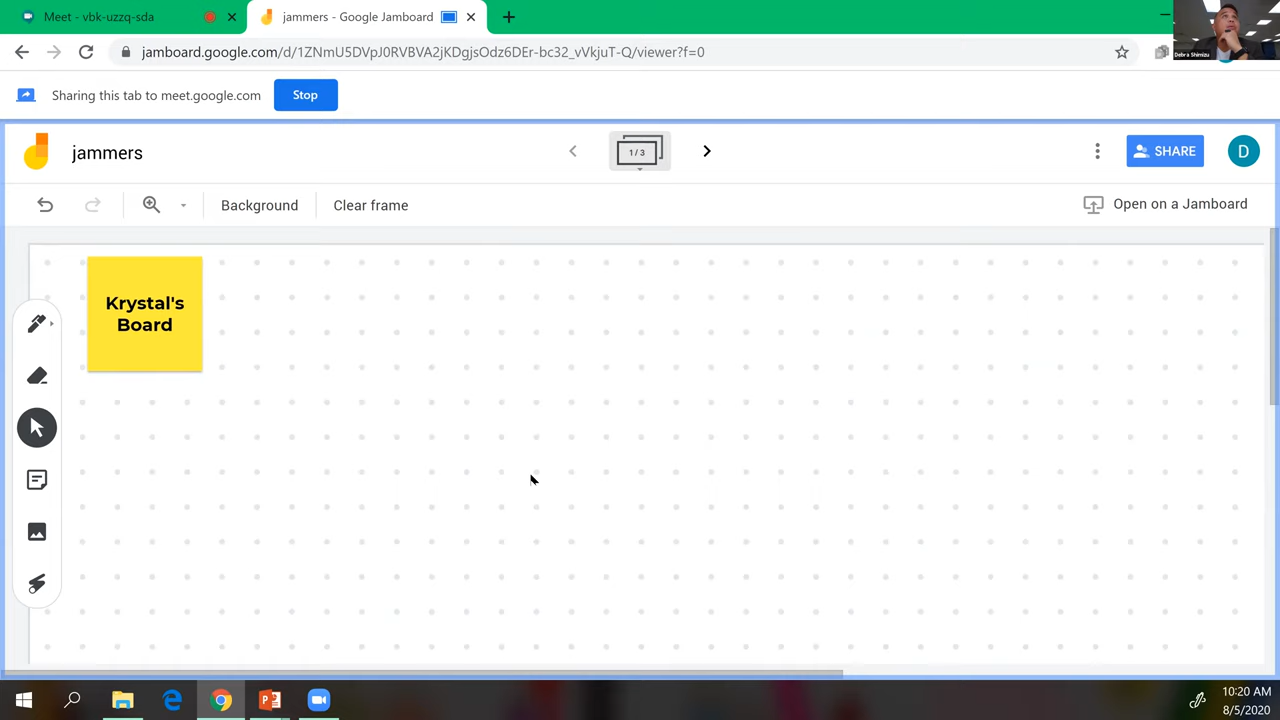 Meet - vbk-uzzq-sda
jammers - Google Jamboard
jamboard.google.com/d/1ZNmU5DVpJ0RVBVA2jKDgjsOdz6DEr-bc32_vVkjuT-Q/viewer?f=0
Debra Shimizu
Sharing this tab to meet.google.com
Stop
jammers
1 / 3
SHARE
D
Background
Clear frame
Open on a Jamboard
Krystal's
Board
10:20 AM
8/5/2020